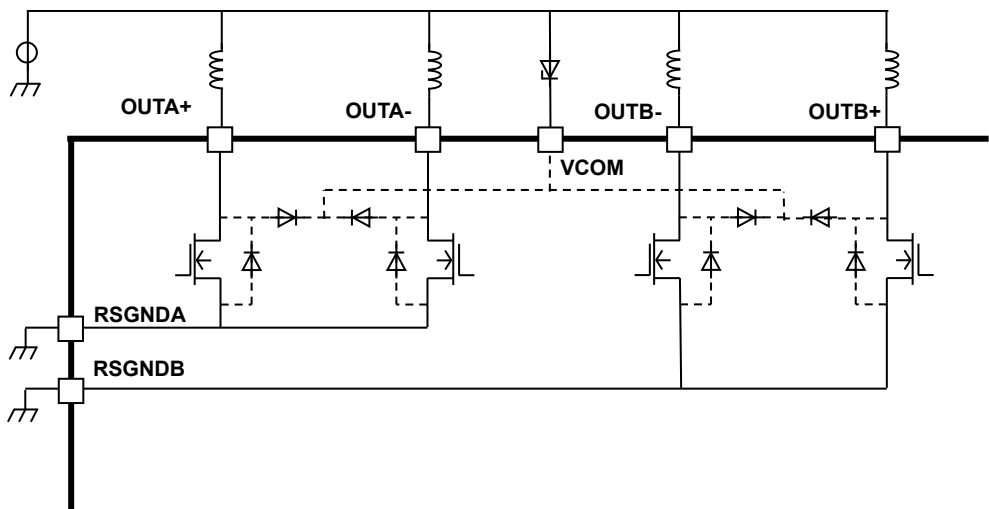 OUTA+
OUTA-
OUTB-
OUTB+
VCOM
RSGNDA
RSGNDB